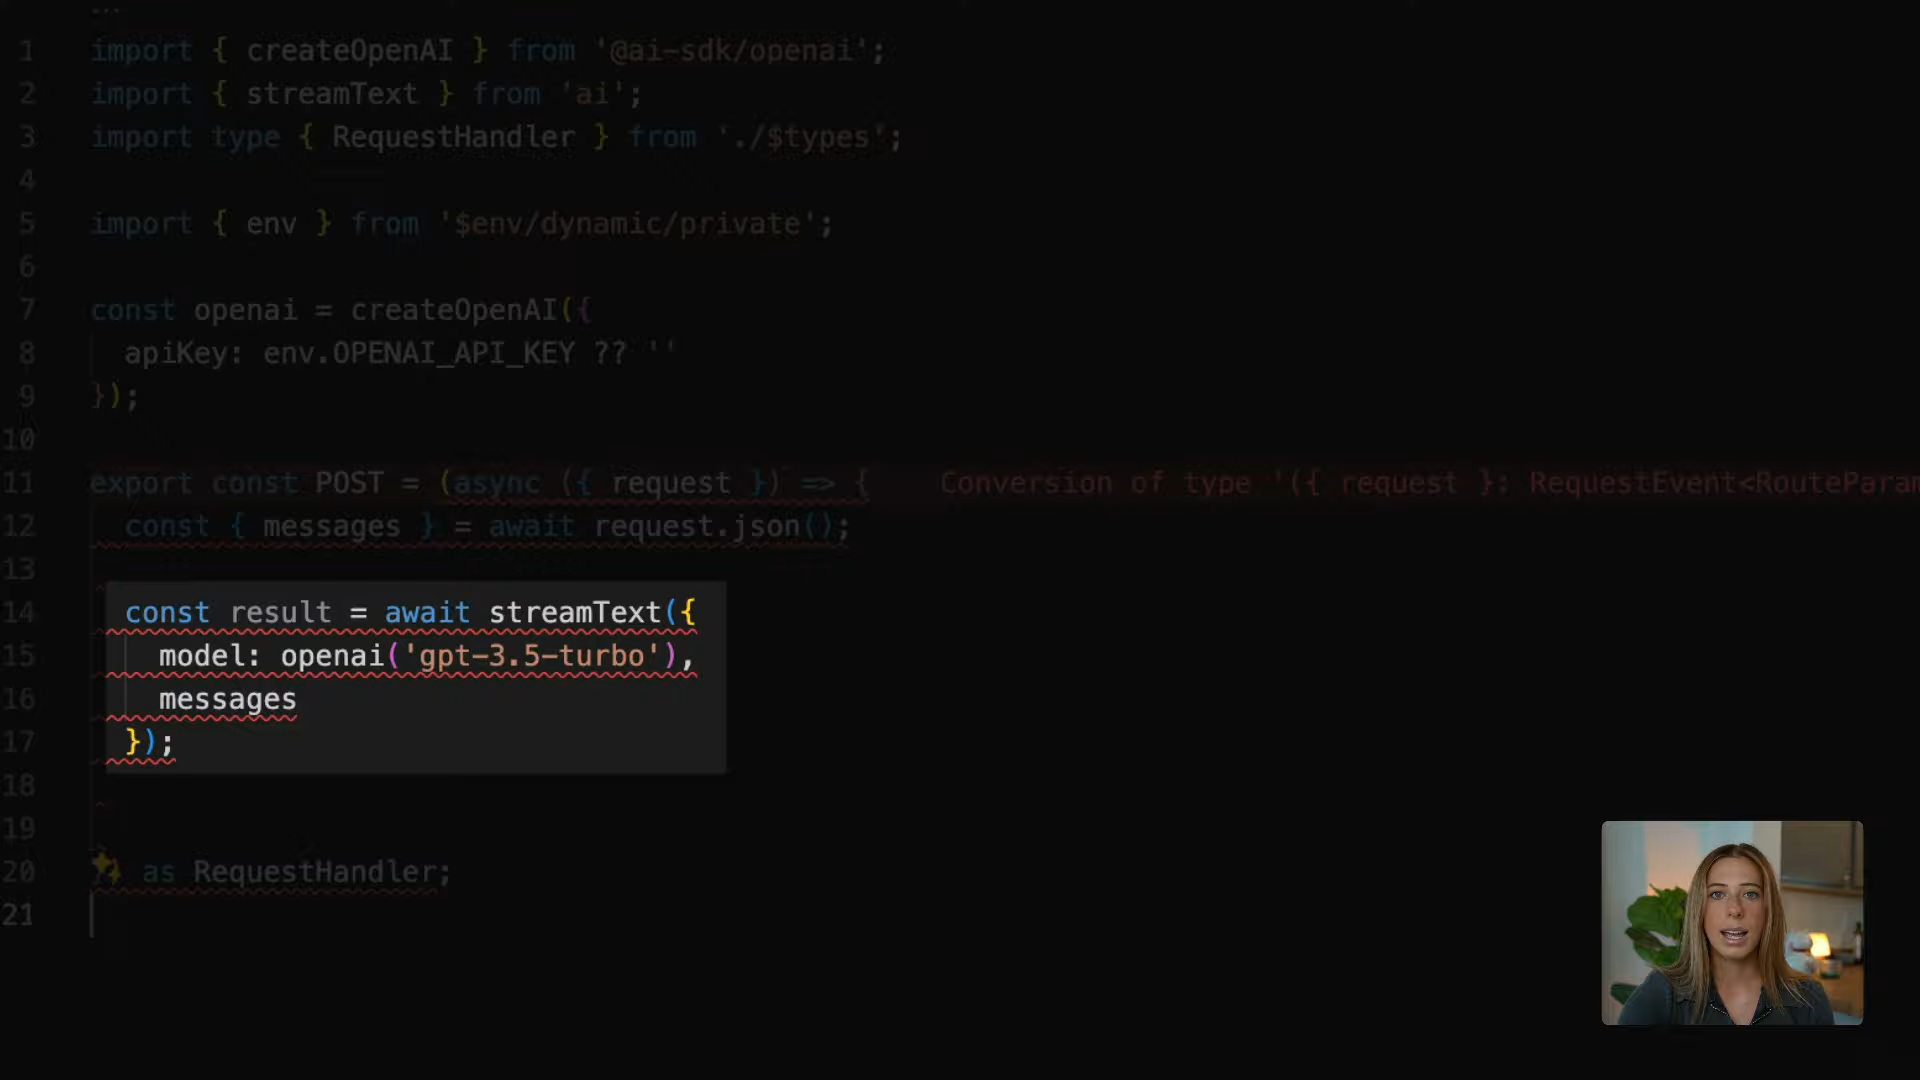 1 import { createOpenAI } from '@ai-sdk/openai';
2 import { streamText } from 'ai';
3 import type { RequestHandler } from './$types';
4
5 import { env } from '$env/dynamic/private';
6
7 const openai = createOpenAI({
8 apiKey: env.OPENAI_API_KEY ?? ''
9 });
10
11 export const POST = (async ({ request }) => { Conversion of type '({ request }: RequestEvent<RouteParam
12 const { messages } = await request.json();
13
14 const result = await streamText({
15 model: openai('gpt-3.5-turbo'),
16 messages
17 });
18
19
20 }) as RequestHandler;
21